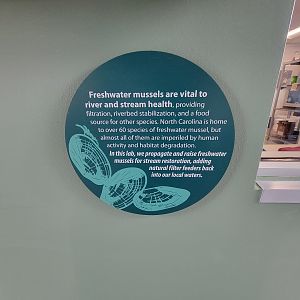 Freshwater mussels are vital to
river and stream health, providing
filtration, riverbed stabilization, and a food
source for other species. North Carolina is home
to over 60 species of freshwater mussel, but
almost all of them are imperiled by human
activity and habitat degradation.
In this lab, we propagate and raise freshwater
mussels for stream restoration, adding
natural filter feeders back
into our local waters.